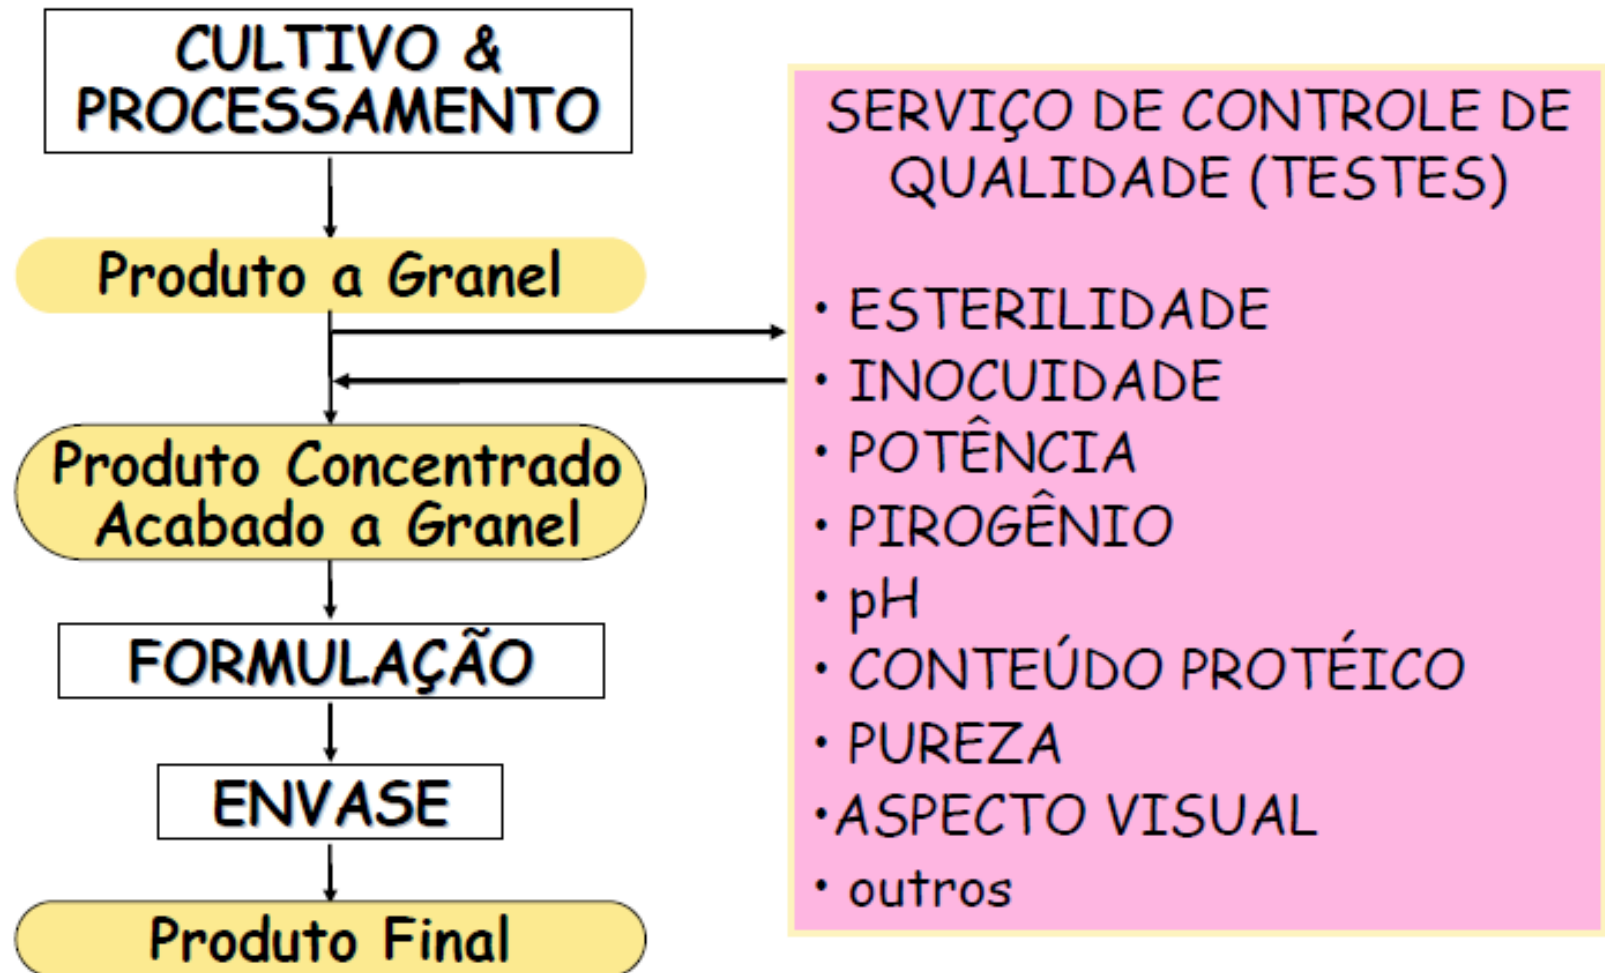 CULTIVO &
PROCESSAMENTO
Produto a Granel
Produto Concentrado
Acabado a Granel
FORMULAÇÃO
ENVASE
Produto Final
SERVIÇO DE CONTROLE DE
QUALIDADE (TESTES)
• ESTERILIDADE
• INOCUIDADE
• POTÊNCIA
• PIROGÊNIO
• pH
• CONTEÚDO PROTÉICO
• PUREZA
•ASPECTO VISUAL
• outros